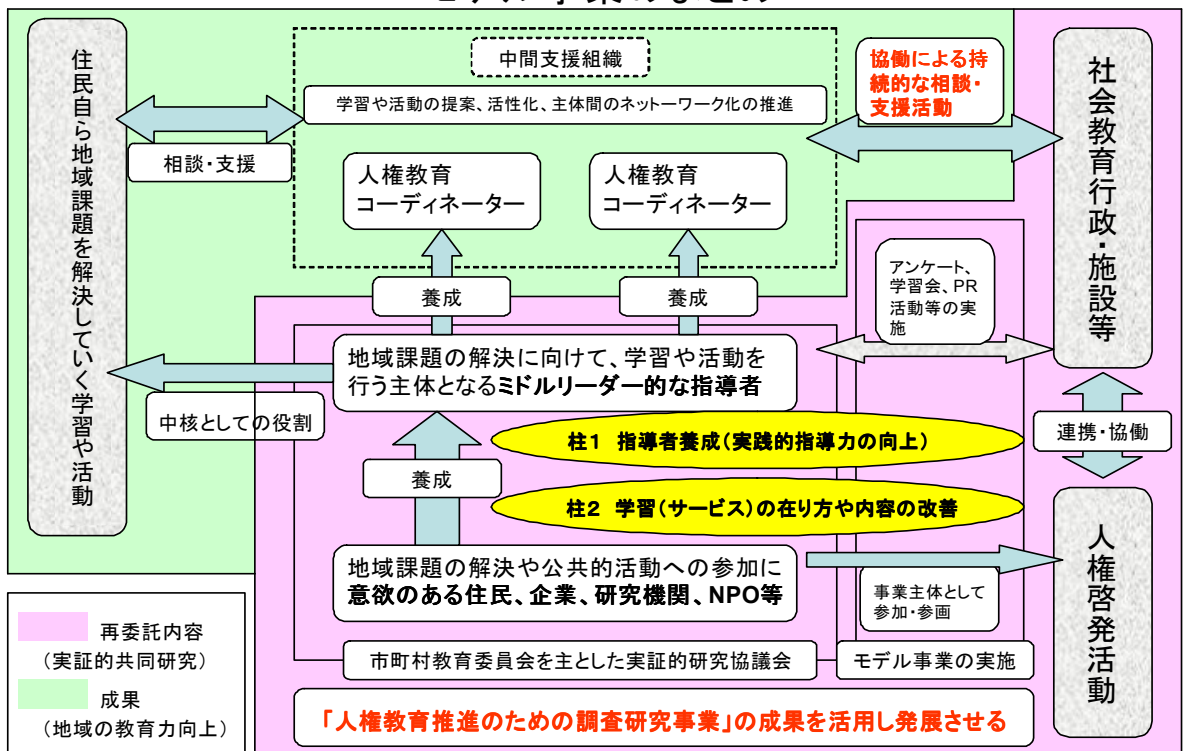 住民自ら地域課題を解決していく学習や活動
中間支援組織
学習や活動の提案、活性化、主体間のネットーワーク化の推進
協働による持
続的な相談・
支援活動
社会教育行政・施設等
相談・支援
人権教育
コーディネーター
人権教育
コーディネーター
養成
養成
アンケート、
学習会、PR
活動等の実
施
地域課題の解決に向けて、学習や活動を
行う主体となるミドルリーダー的な指導者
中核としての役割
柱1 指導者養成(実践的指導力の向上)
連携・協働
養成
柱2 学習(サービス)の在り方や内容の改善
人権啓発活動
地域課題の解決や公共的活動への参加に
意欲のある住民、企業、研究機関、NPO等
事業主体として
参加・参画
再委託内容
(実証的共同研究)
市町村教育委員会を主とした実証的研究協議会
モデル事業の実施
成果
(地域の教育力向上)
「人権教育推進のための調査研究事業」の成果を活用し発展させる